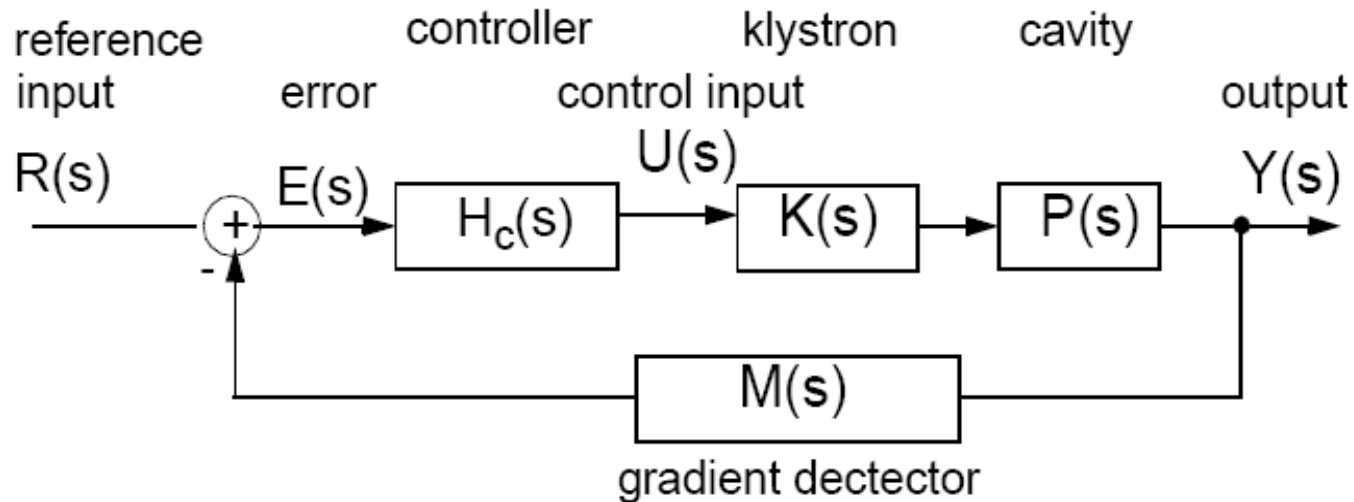 reference
input
controller
klystron
cavity
error
control input
output
R(s)
E(s)
U(s)
Y(s)
+
-
H_c(s)
K(s)
P(s)
M(s)
gradient dectector